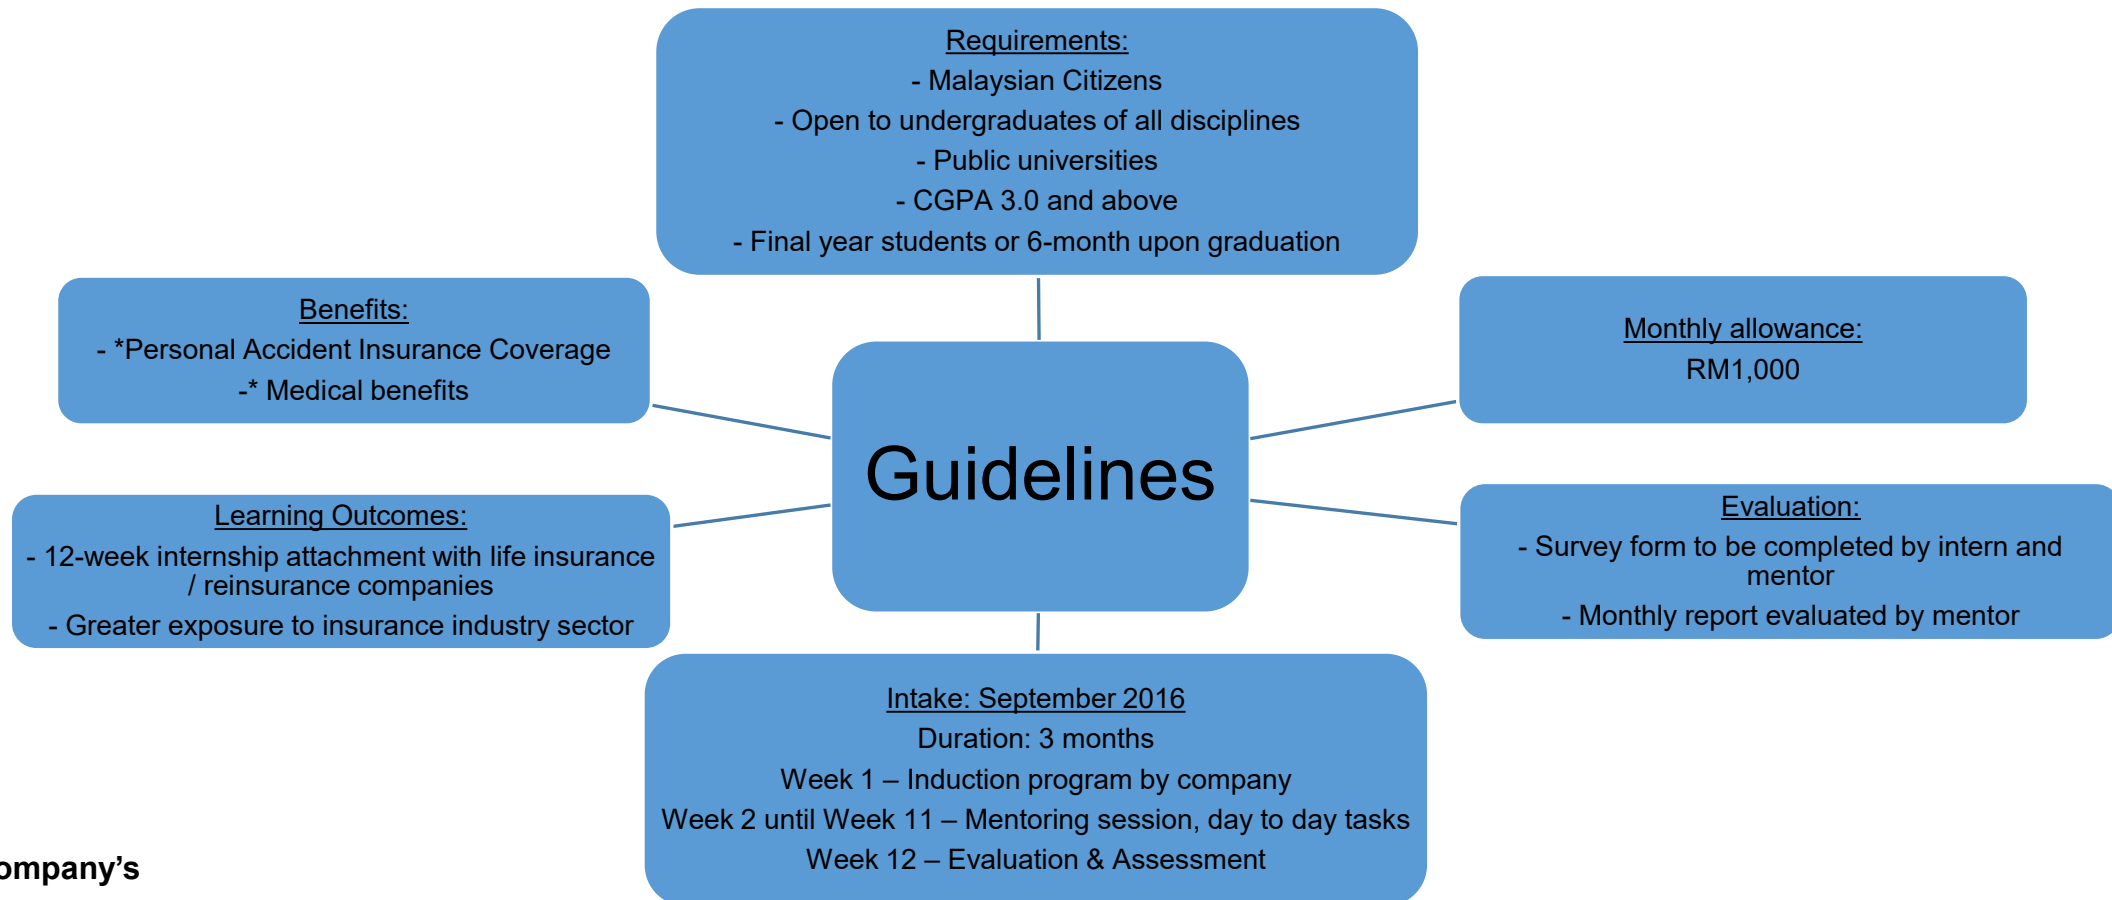 Requirements:
- Malaysian Citizens
- Open to undergraduates of all disciplines
- Public universities
- CGPA 3.0 and above
- Final year students or 6-month upon graduation
Benefits:
- *Personal Accident Insurance Coverage
-* Medical benefits
Monthly allowance:
RM1,000
Guidelines
Learning Outcomes:
- 12-week internship attachment with life insurance
/ reinsurance companies
- Greater exposure to insurance industry sector
Evaluation:
- Survey form to be completed by intern and
mentor
- Monthly report evaluated by mentor
Intake: September 2016
Duration: 3 months
Week 1 – Induction program by company
Week 2 until Week 11 – Mentoring session, day to day tasks
Week 12 – Evaluation & Assessment
ompany’s